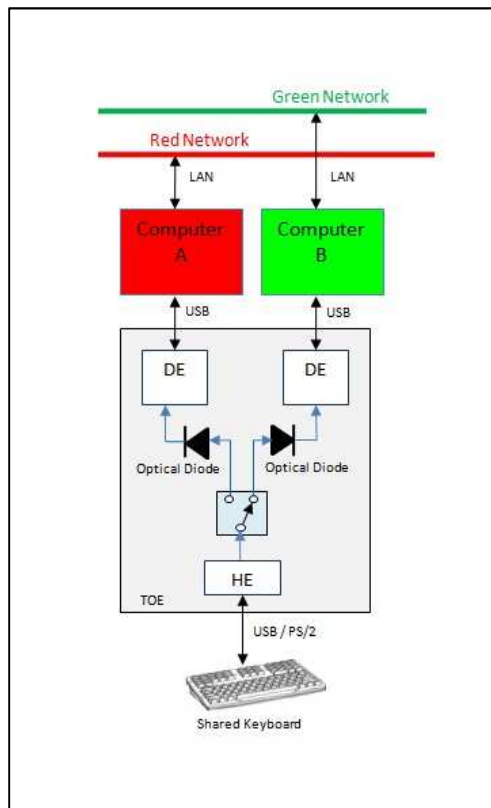 Green Network
Red Network
LAN
LAN
Computer
A
Computer
B
USB
USB
DE
DE
Optical Diode
Optical Diode
HE
TOE
USB / PS/2
Shared Keyboard